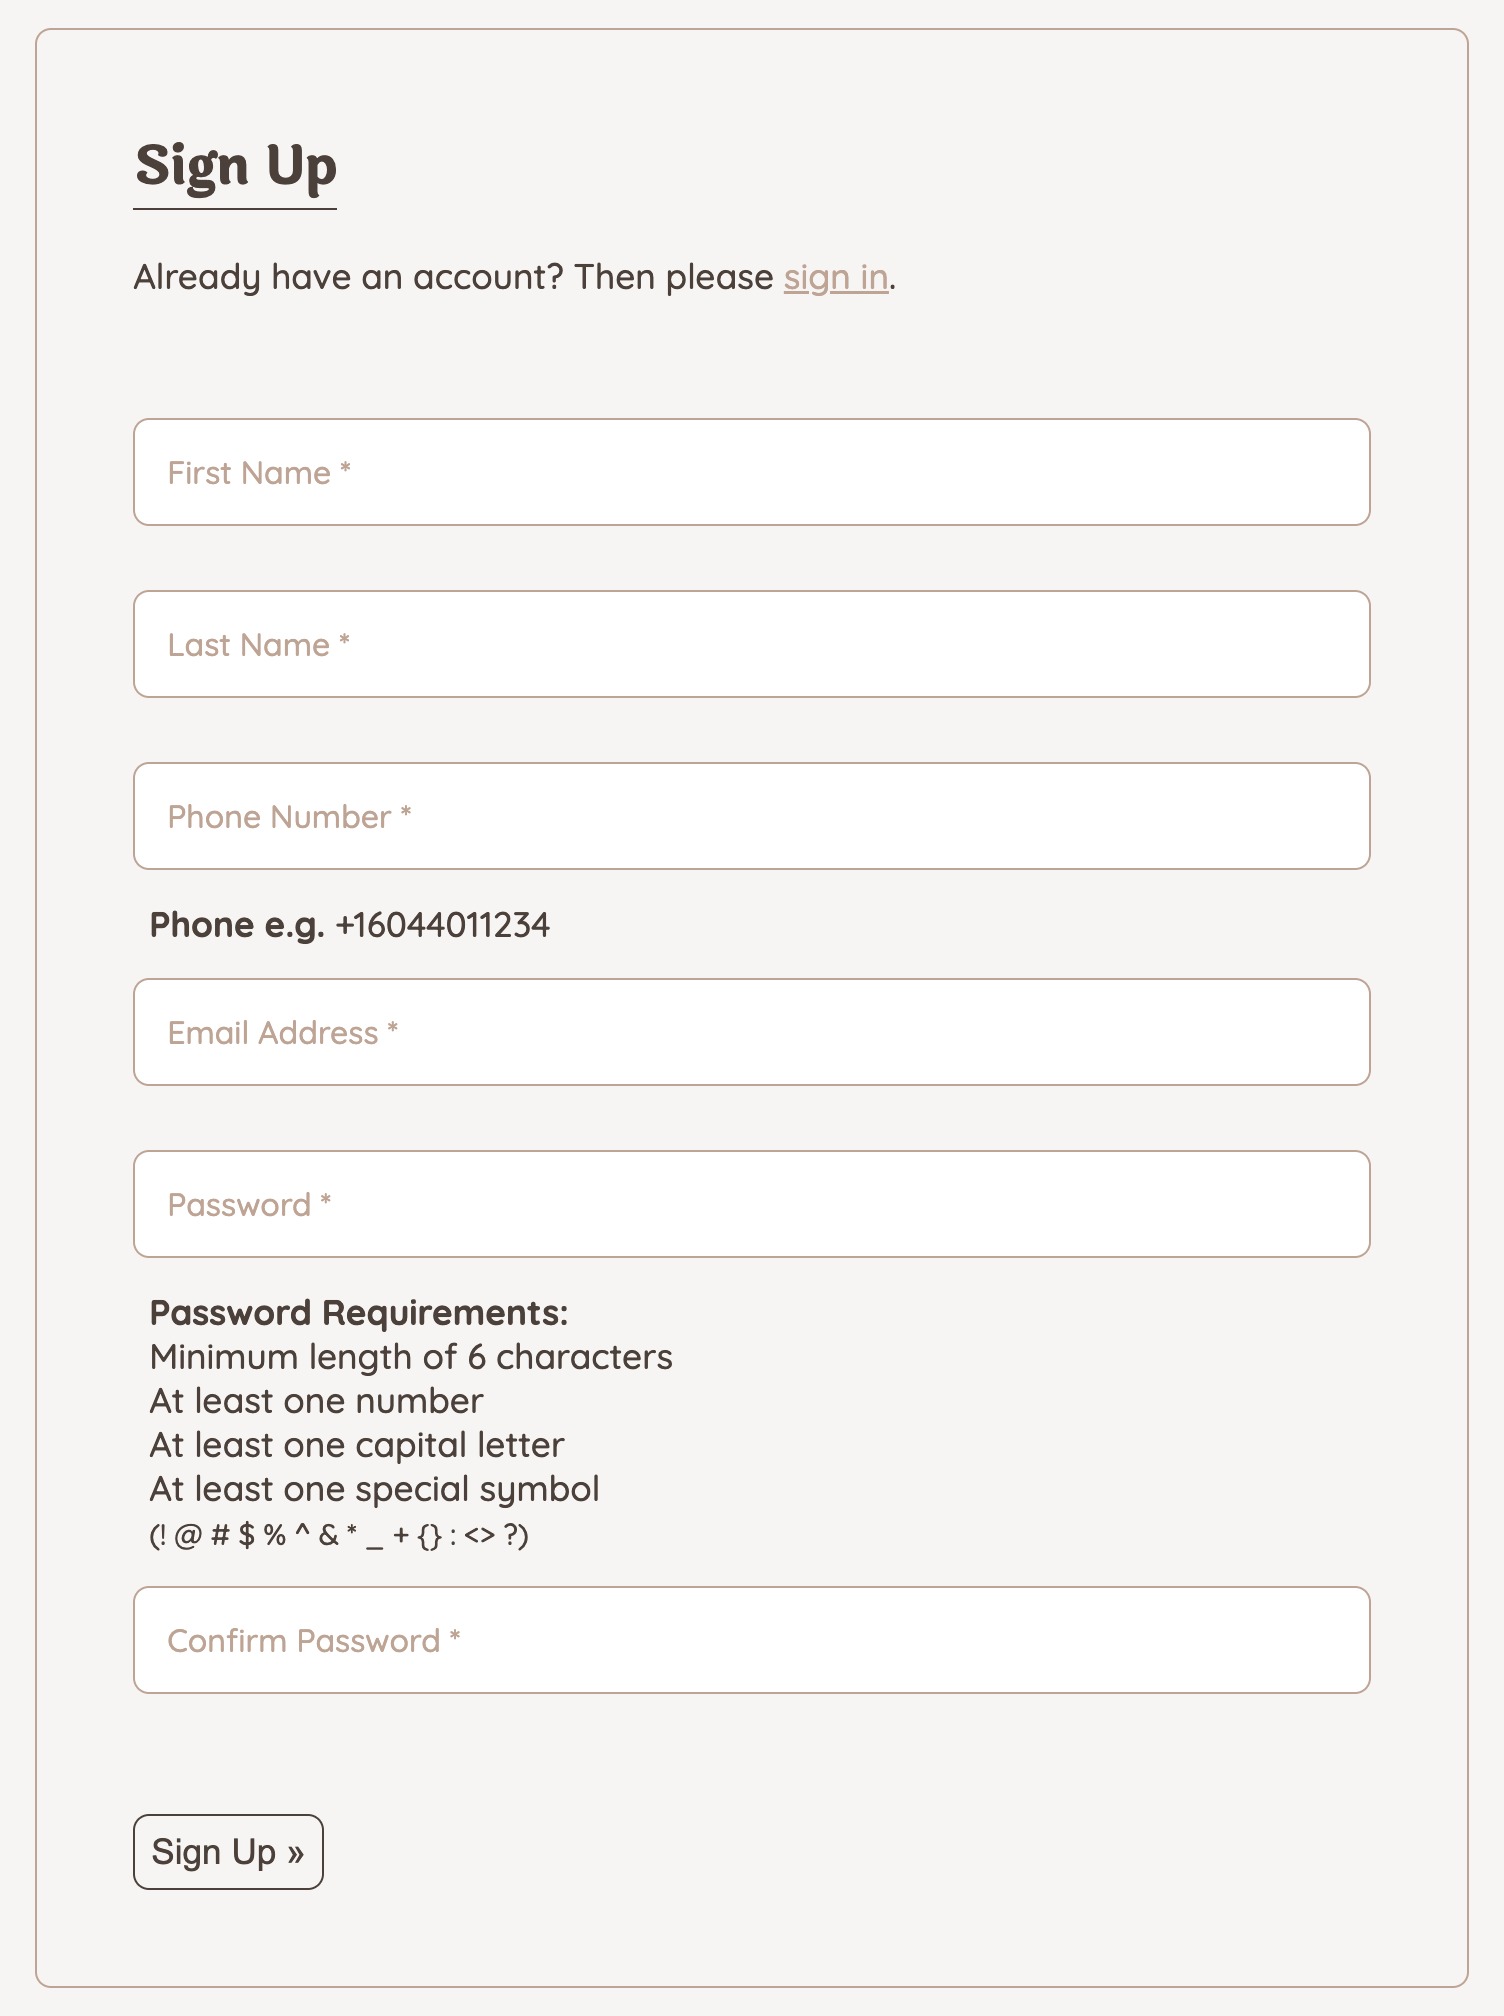 Sign Up
Already have an account? Then please sign in.
First Name *
Last Name *
Phone Number *
Phone e.g. +16044011234
Email Address *
Password *
Password Requirements:
Minimum length of 6 characters
At least one number
At least one capital letter
At least one special symbol
(! @ # $ % ^ & * _ + {} : <> ?)
Confirm Password *
Sign Up »